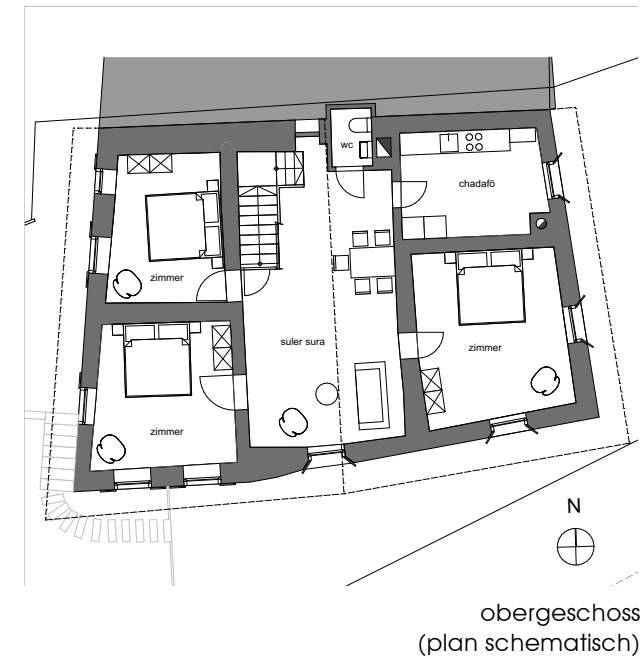 wc
chadafö
zimmer
suler sura
zimmer
zimmer
N
obergeschoss
(plan schematisch)